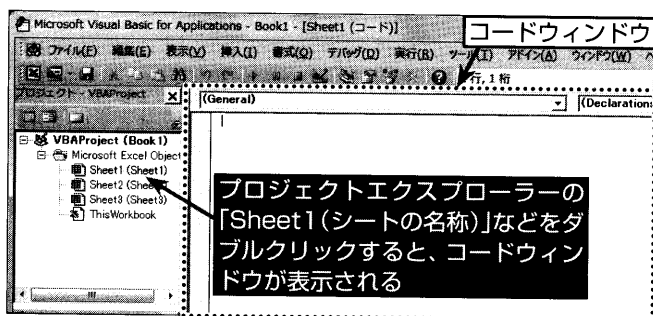 Microsoft Visual Basic for Applications - Book1 - [Sheet1 (コード)]
コードウィンドウ
ファイル(F) 編集(E) 表示(V) 挿入(I) 書式(O) デバッグ(D) 実行(R) ツール(T) アドイン(A) ウィンドウ(W) ヘ
行, 1 桁
プロジェクト - VBAProject
(General)
(Declarations
VBAProject (Book1)
Microsoft Excel Object
Sheet1 (Sheet1)
Sheet2 (Shee
Sheet3 (Sheet3)
ThisWorkbook
プロジェクトエクスプローラーの
「Sheet1(シートの名称)」などをダ
ブルクリックすると、コードウィン
ドウが表示される